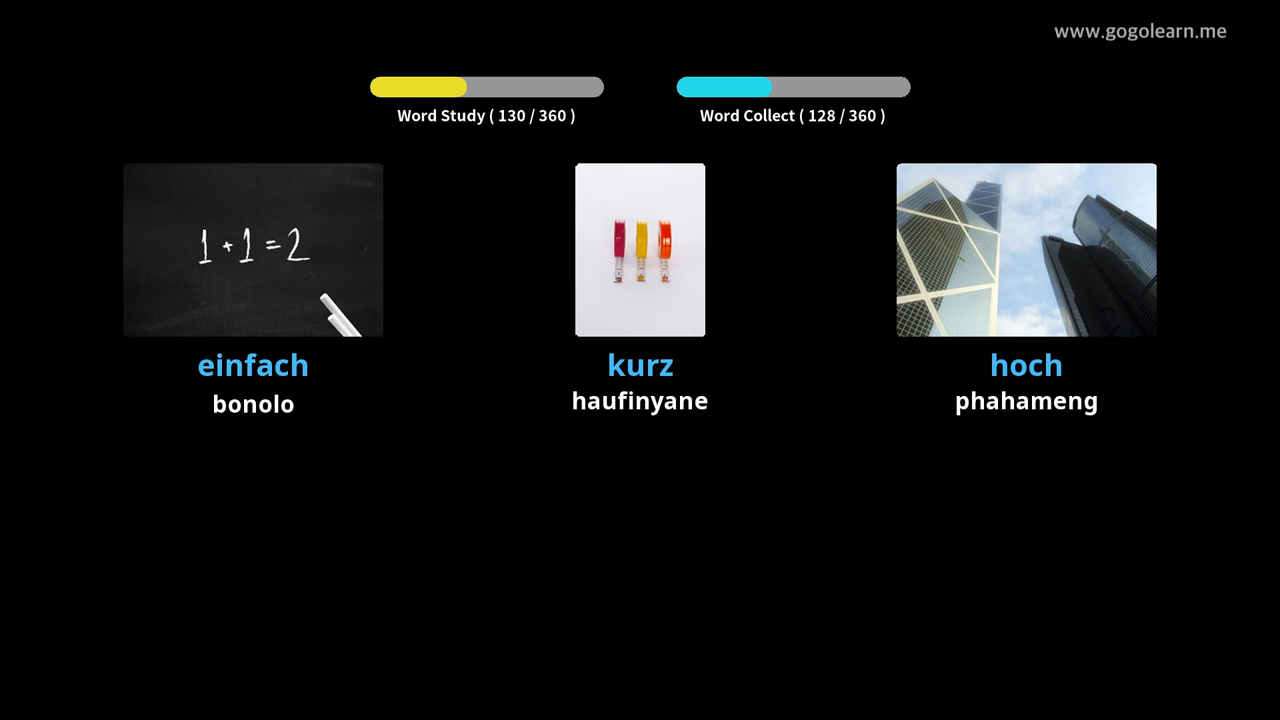 www.gogolearn.me
Word Study ( 130 / 360 )
Word Collect ( 128 / 360 )
1 + 1 = 2
einfach
bonolo
kurz
haufinyane
hoch
phahameng